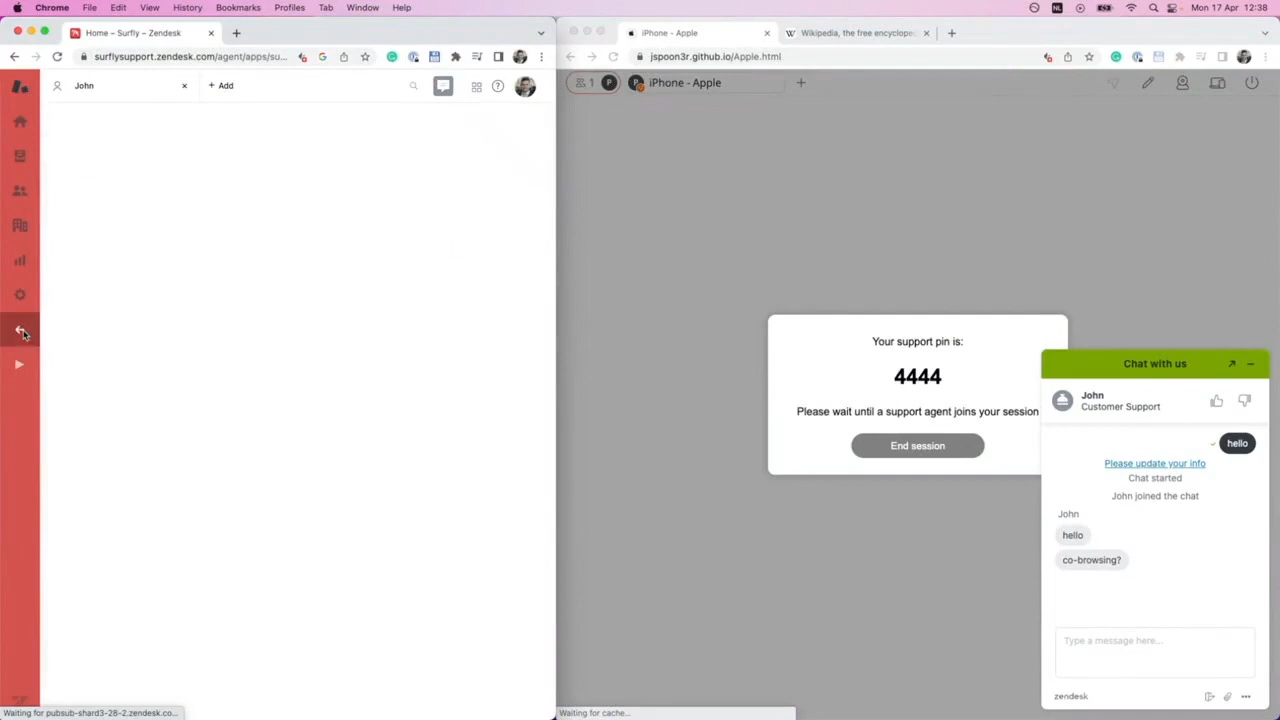 Chrome File Edit View History Bookmarks Profiles Tab Window Help
NL Mon 17 Apr 12:38
Home – Surfly – Zendesk
surflysupport.zendesk.com/agent/apps/su...
John
+ Add
iPhone - Apple
Wikipedia, the free encyclope
jspoon3r.github.io/Apple.html
1 P
P iPhone - Apple
Your support pin is:
4444
Please wait until a support agent joins your session
End session
Chat with us
John
Customer Support
hello
Please update your info
Chat started
John joined the chat
John
hello
co-browsing?
Type a message here...
zendesk
Waiting for pubsub-shard3-28-2.zendesk.co...
Waiting for cache...